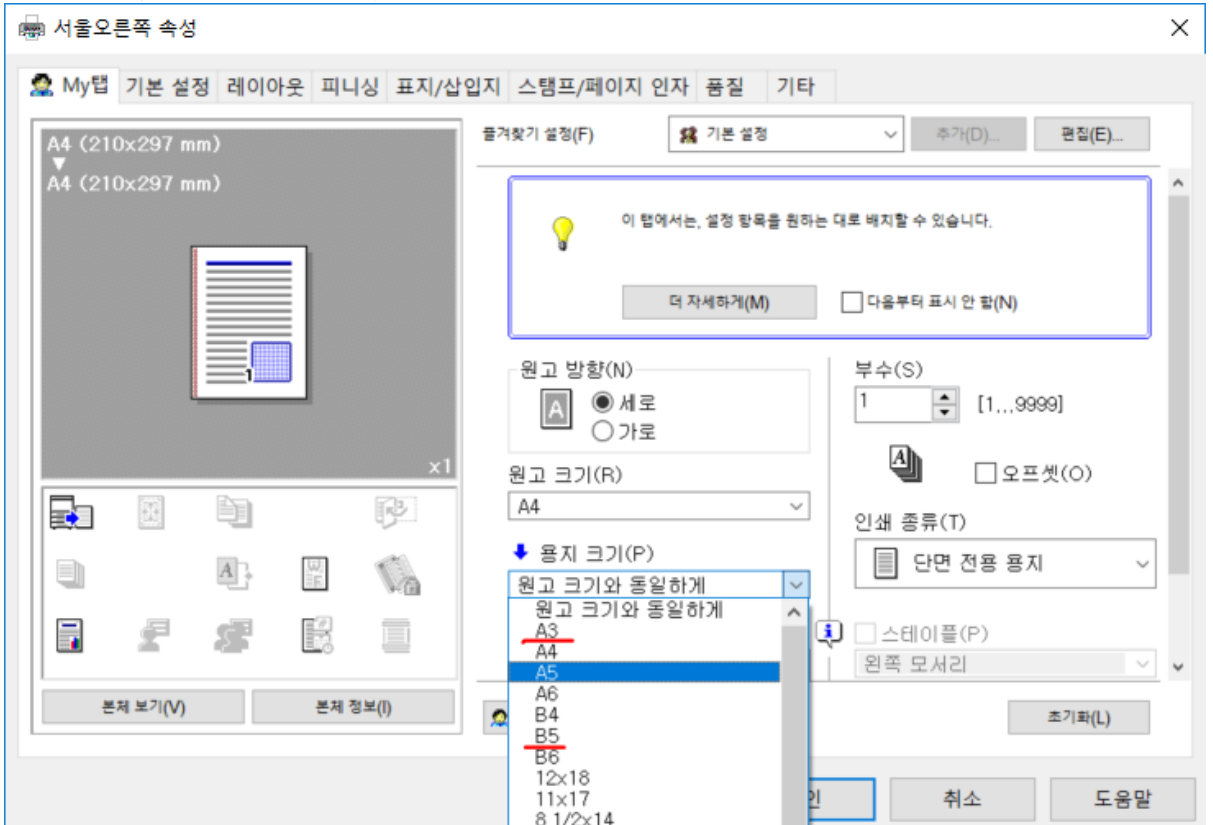 서울오른쪽 속성
My탭 기본 설정 레이아웃 피니싱 표지/삽입지 스탬프/페이지 인자 품질 기타
A4 (210x297 mm)
A4 (210x297 mm)
1
x1
본체 보기(V) 본체 정보(I)
즐겨찾기 설정(F) 기본 설정 추가(D)... 편집(E)...
이 탭에서는, 설정 항목을 원하는 대로 배치할 수 있습니다.
더 자세하게(M) 다음부터 표시 안 함(N)
원고 방향(N)
A
세로
가로
원고 크기(R)
A4
용지 크기(P)
원고 크기와 동일하게
원고 크기와 동일하게
A3
A4
A5
A6
B4
B5
B6
12x18
11x17
8 1/2x14
부수(S)
1 [1...9999]
오프셋(O)
인쇄 종류(T)
단면 전용 용지
스테이플(P)
왼쪽 모서리
초기화(L)
취소 도움말